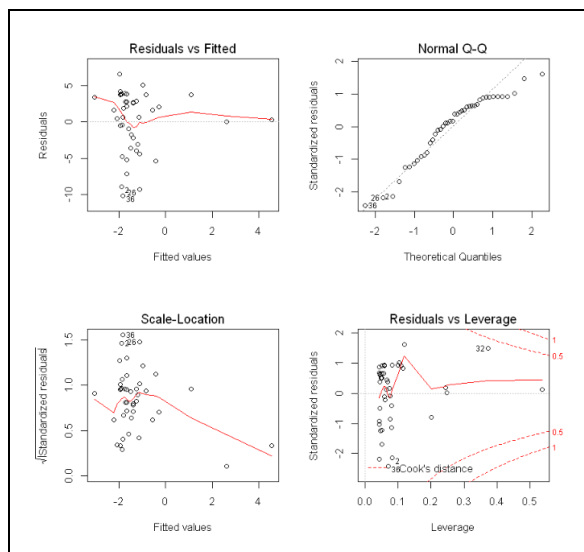 Residuals vs Fitted
Residuals
5
0
-5
-10
2
26
36
-2 0 2 4
Fitted values
Normal Q-Q
Standardized residuals
2
1
0
-1
-2
36
26
2
-2 -1 0 1 2
Theoretical Quantiles
Scale-Location
√|Standardized residuals|
1.5
1.0
0.5
0.0
36
2
26
-2 0 2 4
Fitted values
Residuals vs Leverage
Standardized residuals
2
1
0
-1
-2
32
1
0.5
0.5
1
2
36
Cook's distance
0.0 0.1 0.2 0.3 0.4 0.5
Leverage